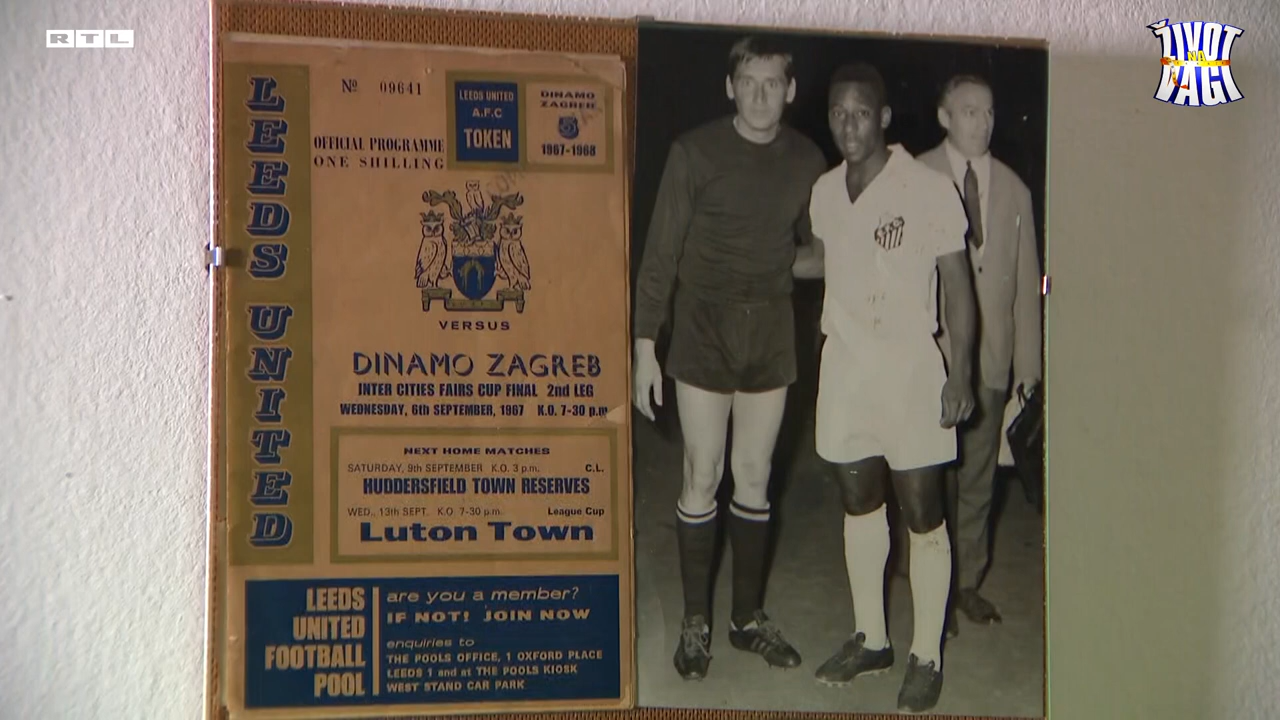 RTL
ŽIVOT
NA
VAGI
LEEDS UNITED
Nº 09641
OFFICIAL PROGRAMME
ONE SHILLING
LEEDS UNITED
A.F.C
TOKEN
DINAMO
ZAGREB
1967-1968
VERSUS
DINAMO ZAGREB
INTER CITIES FAIRS CUP FINAL 2nd LEG
WEDNESDAY, 6th SEPTEMBER, 1967 K.O. 7-30 p.m.
NEXT HOME MATCHES
SATURDAY, 9th SEPTEMBER K.O. 3 p.m. C.L.
HUDDERSFIELD TOWN RESERVES
WED., 13th SEPT. K.O. 7-30 p.m. League Cup
Luton Town
LEEDS
UNITED
FOOTBALL
POOL
are you a member?
IF NOT! JOIN NOW
enquiries to
THE POOLS OFFICE, 1 OXFORD PLACE
LEEDS 1 and at THE POOLS KIOSK
WEST STAND CAR PARK